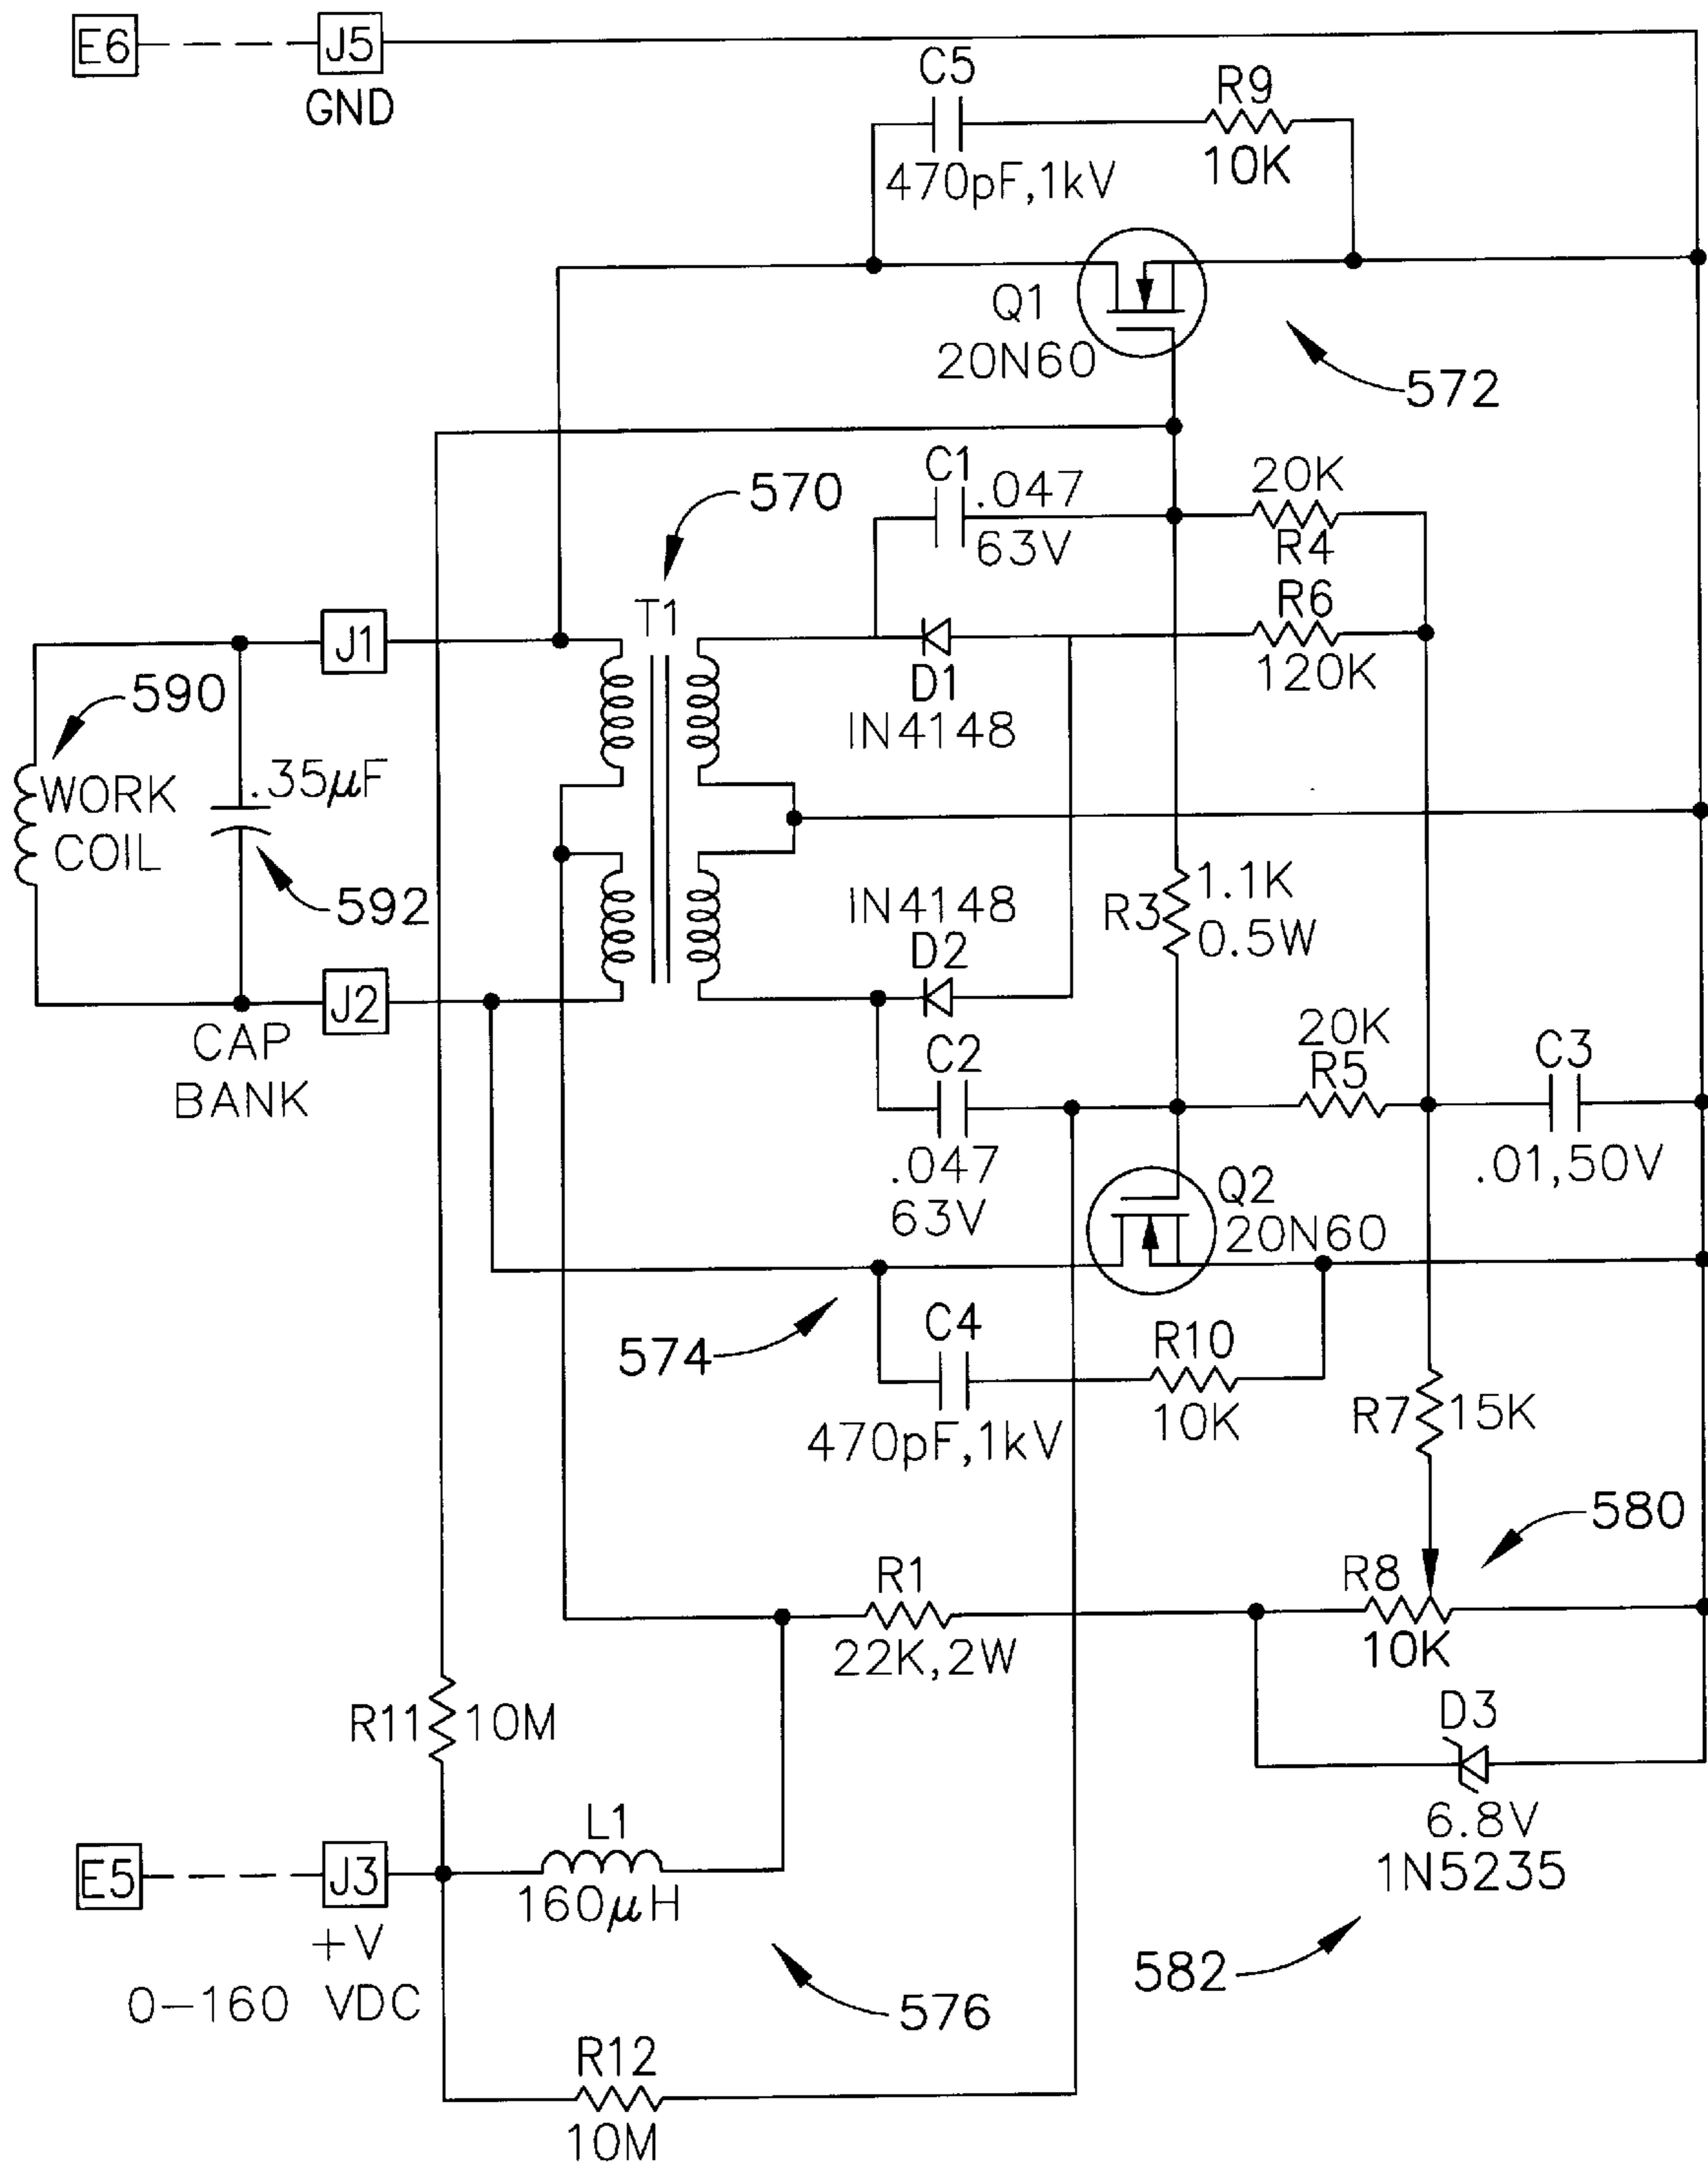 E6
J5
GND
C5
470pF,1kV
R9
10K
Q1
20N60
572
C1
.047
63V
20K
R4
570
T1
R6
120K
D1
IN4148
J1
590
WORK
COIL
.35μF
592
IN4148
D2
R3
1.1K
0.5W
J2
CAP
BANK
C2
.047
63V
20K
R5
C3
.01,50V
Q2
20N60
574
C4
470pF,1kV
R10
10K
R7
15K
580
R1
22K,2W
R8
10K
R11
10M
D3
6.8V
1N5235
582
E5
J3
+V
0-160 VDC
L1
160μH
576
R12
10M